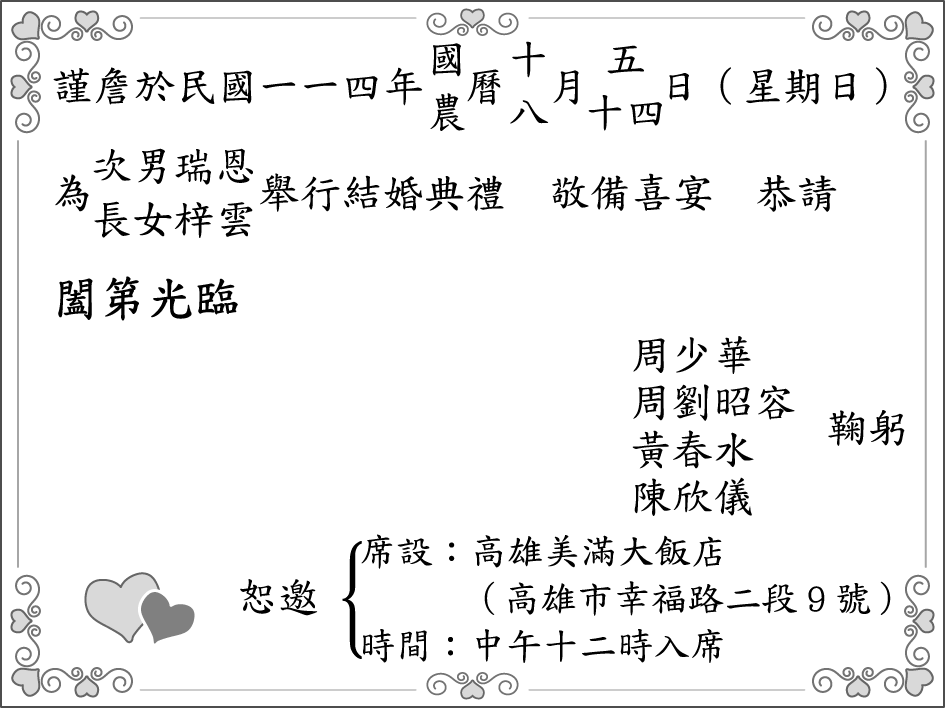 謹詹於民國一一四年國曆十月五日（星期日）
農 八 十四
為次男瑞恩舉行結婚典禮　敬備喜宴　恭請
長女梓雲
闔第光臨
周少華
周劉昭容
鞠躬
黃春水
陳欣儀
席設：高雄美滿大飯店
恕邀
（高雄市幸福路二段９號）
時間：中午十二時入席